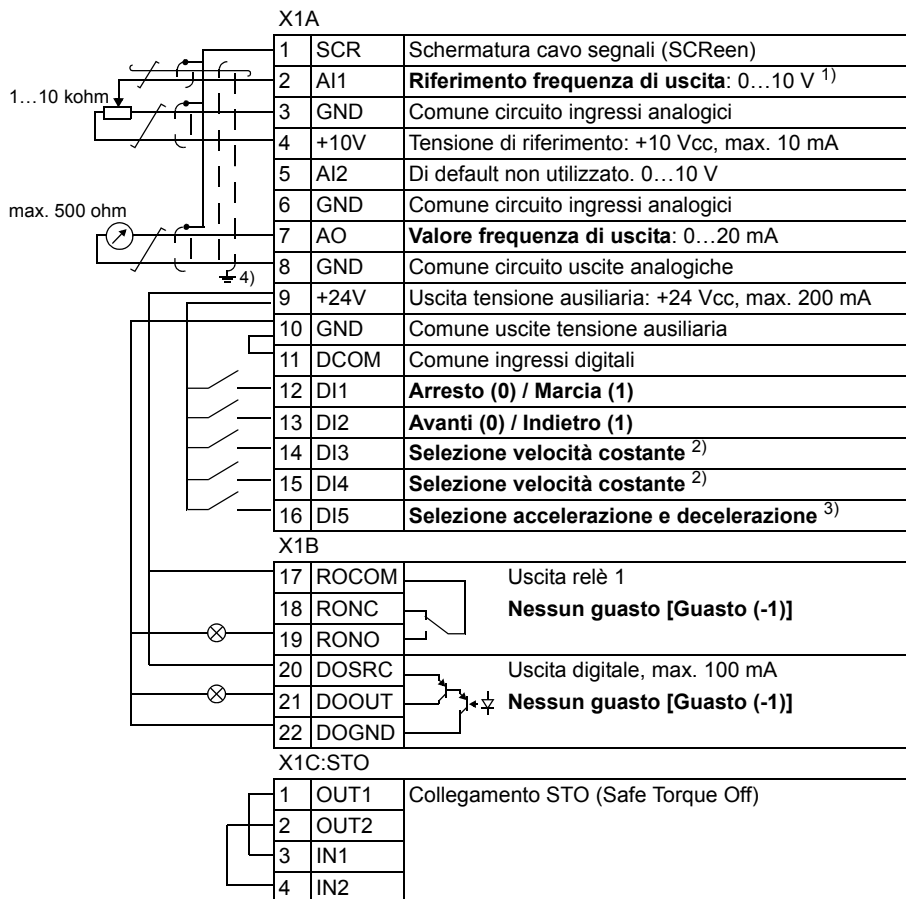 X1A
1 SCR Schermatura cavo segnali (SCReen)
2 AI1 Riferimento frequenza di uscita: 0…10 V 1)
1…10 kohm
3 GND Comune circuito ingressi analogici
4 +10V Tensione di riferimento: +10 Vcc, max. 10 mA
5 AI2 Di default non utilizzato. 0…10 V
max. 500 ohm
6 GND Comune circuito ingressi analogici
7 AO Valore frequenza di uscita: 0…20 mA
8 GND Comune circuito uscite analogiche
4)
9 +24V Uscita tensione ausiliaria: +24 Vcc, max. 200 mA
10 GND Comune uscite tensione ausiliaria
11 DCOM Comune ingressi digitali
12 DI1 Arresto (0) / Marcia (1)
13 DI2 Avanti (0) / Indietro (1)
14 DI3 Selezione velocità costante 2)
15 DI4 Selezione velocità costante 2)
16 DI5 Selezione accelerazione e decelerazione 3)
X1B
17 ROCOM Uscita relè 1
18 RONC Nessun guasto [Guasto (-1)]
19 RONO
20 DOSRC Uscita digitale, max. 100 mA
21 DOOUT Nessun guasto [Guasto (-1)]
22 DOGND
X1C:STO
1 OUT1 Collegamento STO (Safe Torque Off)
2 OUT2
3 IN1
4 IN2